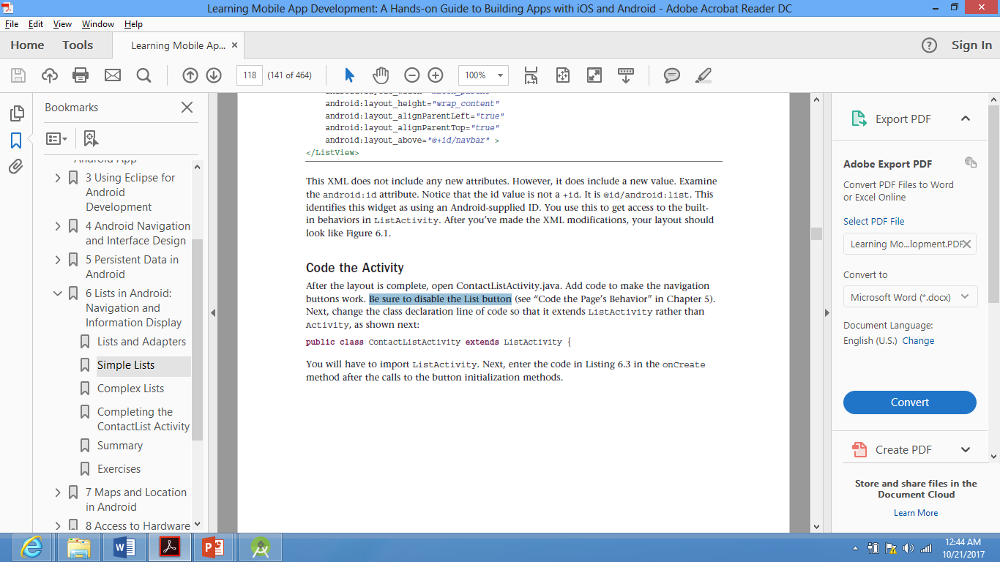 Learning Mobile App Development: A Hands-on Guide to Building Apps with iOS and Android - Adobe Acrobat Reader DC
File Edit View Window Help
Home Tools Learning Mobile Ap... × Sign In
118 (141 of 464) 100%
Bookmarks
Android App
3 Using Eclipse for
Android
Development
4 Android Navigation
and Interface Design
5 Persistent Data in
Android
6 Lists in Android:
Navigation and
Information Display
Lists and Adapters
Simple Lists
Complex Lists
Completing the
ContactList Activity
Summary
Exercises
7 Maps and Location
in Android
8 Access to Hardware
android:layout_height="wrap_content"
android:layout_alignParentLeft="true"
android:layout_alignParentTop="true"
android:layout_above="@+id/navbar" >
</ListView>
This XML does not include any new attributes. However, it does include a new value. Examine
the android:id attribute. Notice that the id value is not a +id. It is @id/android:list. This
identifies this widget as using an Android-supplied ID. You use this to get access to the built-
in behaviors in ListActivity. After you’ve made the XML modifications, your layout should
look like Figure 6.1.
Code the Activity
After the layout is complete, open ContactListActivity.java. Add code to make the navigation
buttons work. Be sure to disable the List button (see “Code the Page’s Behavior” in Chapter 5).
Next, change the class declaration line of code so that it extends ListActivity rather than
Activity, as shown next:
public class ContactListActivity extends ListActivity {
You will have to import ListActivity. Next, enter the code in Listing 6.3 in the onCreate
method after the calls to the button initialization methods.
Export PDF
Adobe Export PDF
Convert PDF Files to Word
or Excel Online
Select PDF File
Learning Mo...lopment.PDF
Convert to
Microsoft Word (*.docx)
Document Language:
English (U.S.) Change
Convert
Create PDF
Store and share files in the
Document Cloud
Learn More
12:44 AM
10/21/2017